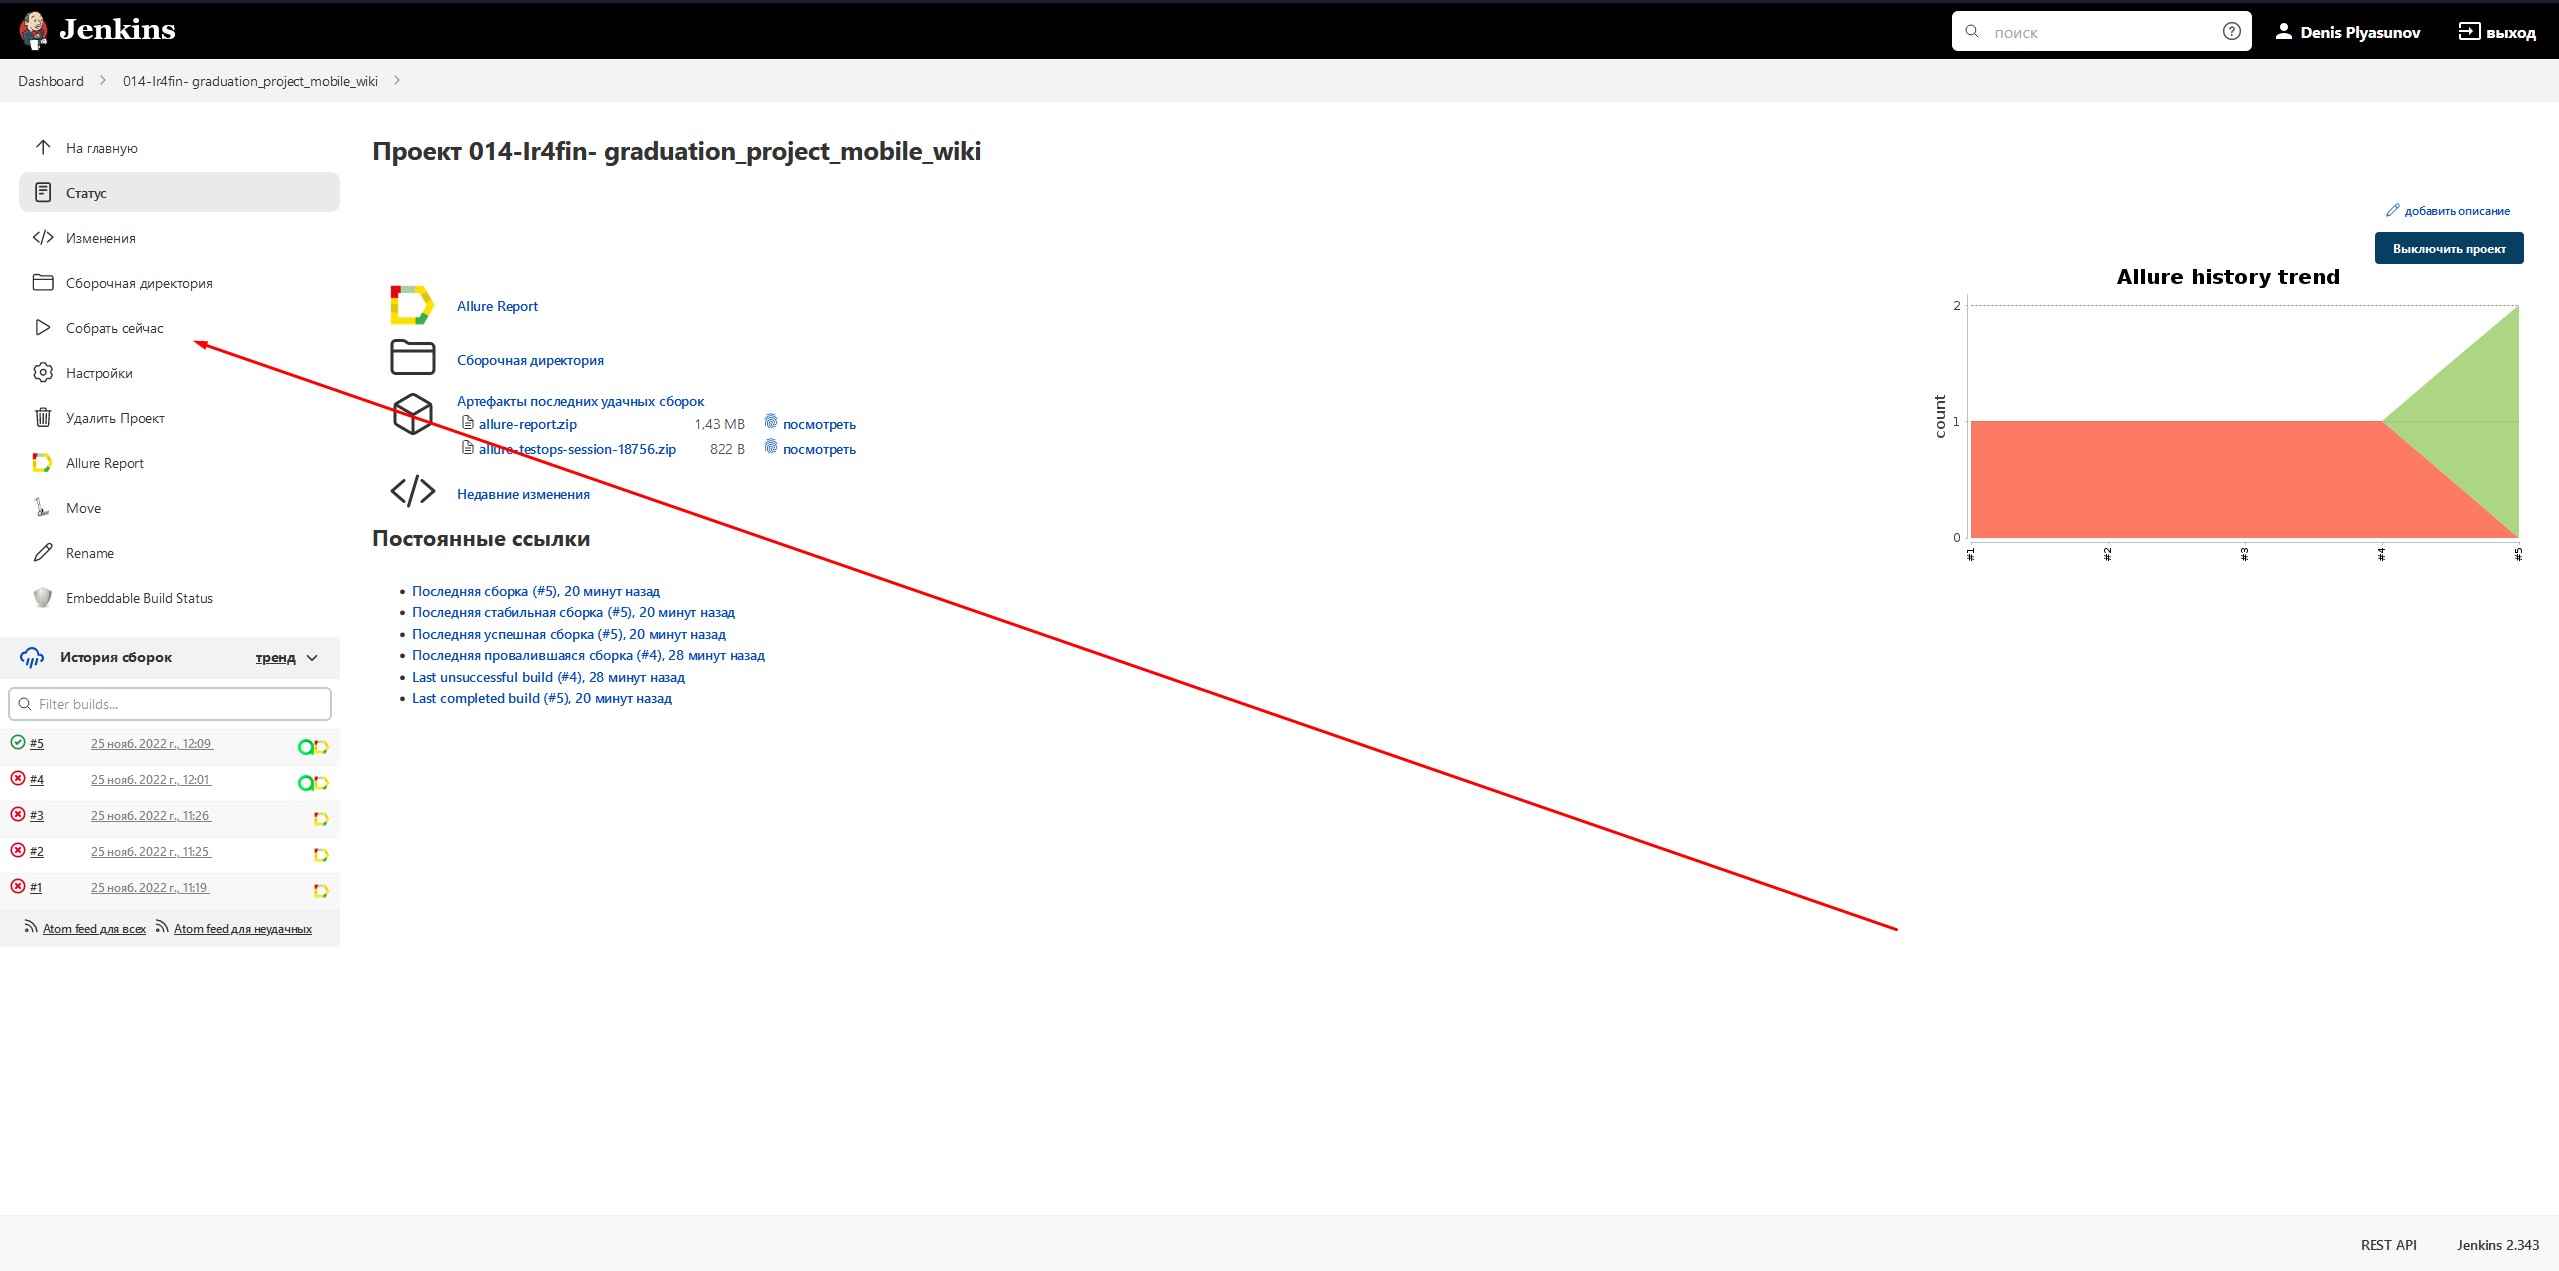 Jenkins
поиск
Denis Plyasunov
выход
Dashboard
014-Ir4fin- graduation_project_mobile_wiki
На главную
Статус
Изменения
Сборочная директория
Собрать сейчас
Настройки
Удалить Проект
Allure Report
Move
Rename
Embeddable Build Status
История сборок
тренд
Filter builds...
#5 25 нояб. 2022 г., 12:09
#4 25 нояб. 2022 г., 12:01
#3 25 нояб. 2022 г., 11:26
#2 25 нояб. 2022 г., 11:25
#1 25 нояб. 2022 г., 11:19
Atom feed для всех Atom feed для неудачных
Проект 014-Ir4fin- graduation_project_mobile_wiki
добавить описание
Выключить проект
Allure Report
Сборочная директория
Артефакты последних удачных сборок
allure-report.zip 1,43 MB посмотреть
allure-testops-session-18756.zip 822 B посмотреть
Недавние изменения
Постоянные ссылки
Последняя сборка (#5), 20 минут назад
Последняя стабильная сборка (#5), 20 минут назад
Последняя успешная сборка (#5), 20 минут назад
Последняя провалившаяся сборка (#4), 28 минут назад
Last unsuccessful build (#4), 28 минут назад
Last completed build (#5), 20 минут назад
Allure history trend
count
2
1
0
#1 #2 #3 #4 #5
REST API
Jenkins 2.343